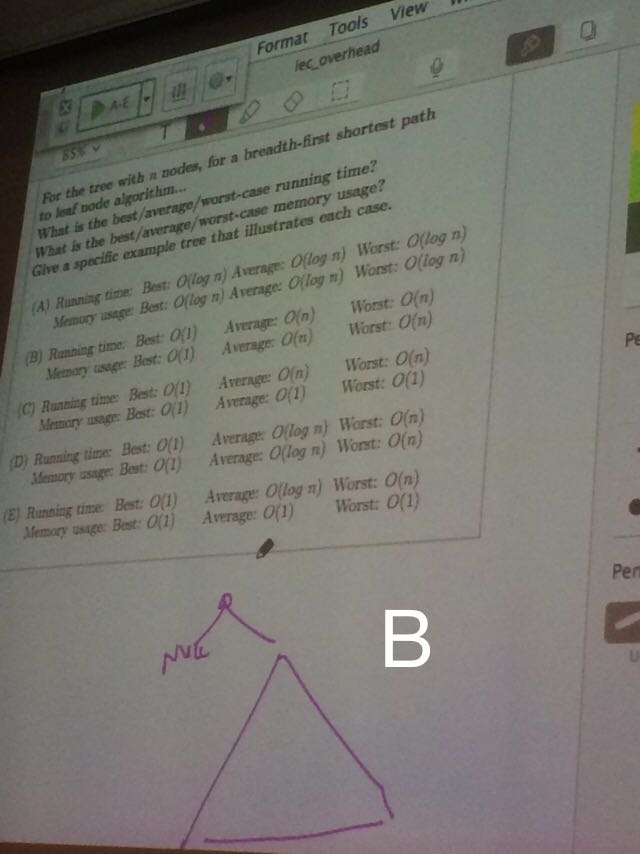 Format Tools View
lec_overhead
A-E
85%
T
For the tree with n nodes, for a breadth-first shortest path
to leaf node algorithm...
What is the best/average/worst-case running time?
What is the best/average/worst-case memory usage?
Give a specific example tree that illustrates each case.
(A) Running time: Best: O(log n) Average: O(log n) Worst: O(log n)
Memory usage: Best: O(log n) Average: O(log n) Worst: O(log n)
(B) Running time: Best: O(1) Average: O(n) Worst: O(n)
Memory usage: Best: O(1) Average: O(n) Worst: O(n)
(C) Running time: Best: O(1) Average: O(n) Worst: O(n)
Memory usage: Best: O(1) Average: O(1) Worst: O(1)
(D) Running time: Best: O(1) Average: O(log n) Worst: O(n)
Memory usage: Best: O(1) Average: O(log n) Worst: O(n)
(E) Running time: Best: O(1) Average: O(log n) Worst: O(n)
Memory usage: Best: O(1) Average: O(1) Worst: O(1)
Pen
B